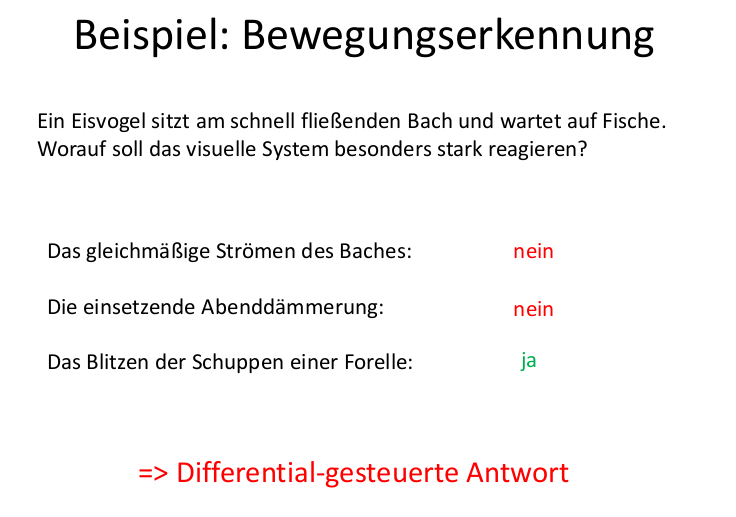 Beispiel: Bewegungserkennung
Ein Eisvogel sitzt am schnell fließenden Bach und wartet auf Fische.
Worauf soll das visuelle System besonders stark reagieren?
Das gleichmäßige Strömen des Baches: nein
Die einsetzende Abenddämmerung: nein
Das Blitzen der Schuppen einer Forelle: ja
=> Differential-gesteuerte Antwort